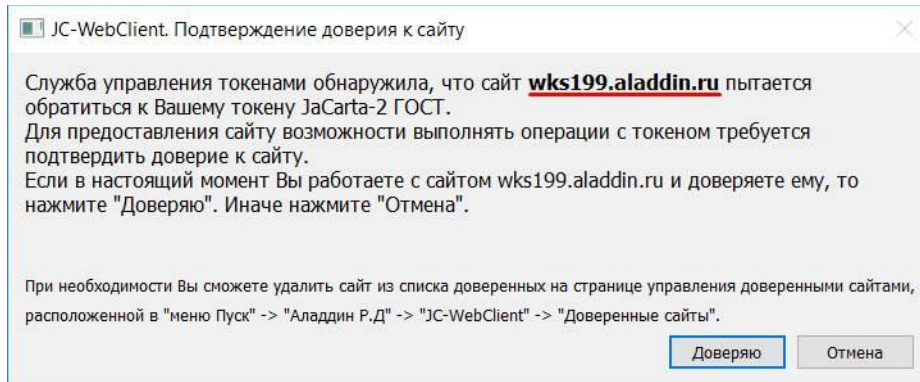 JC-WebClient. Подтверждение доверия к сайту
Служба управления токенами обнаружила, что сайт wks199.aladdin.ru пытается
обратиться к Вашему токену JaCarta-2 ГОСТ.
Для предоставления сайту возможности выполнять операции с токеном требуется
подтвердить доверие к сайту.
Если в настоящий момент Вы работаете с сайтом wks199.aladdin.ru и доверяете ему, то
нажмите "Доверяю". Иначе нажмите "Отмена".
При необходимости Вы сможете удалить сайт из списка доверенных на странице управления доверенными сайтами,
расположенной в "меню Пуск" -> "Аладдин Р.Д" -> "JC-WebClient" -> "Доверенные сайты".
Доверяю Отмена